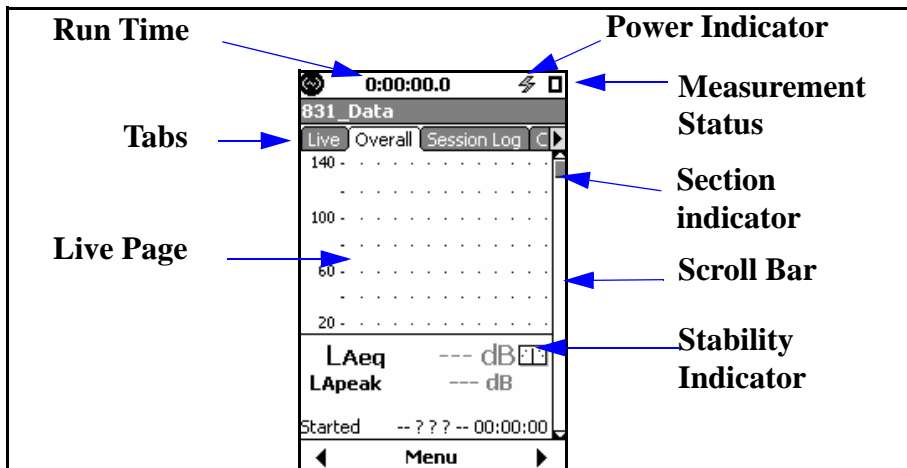 Run Time
Power Indicator
0:00:00.0
Measurement
Status
831_Data
Tabs
Live Overall Session Log C
140
100
60
20
Section
indicator
Live Page
Scroll Bar
LAeq --- dB
LApeak --- dB
Stability
Indicator
Started -- ? ? ? -- 00:00:00
Menu